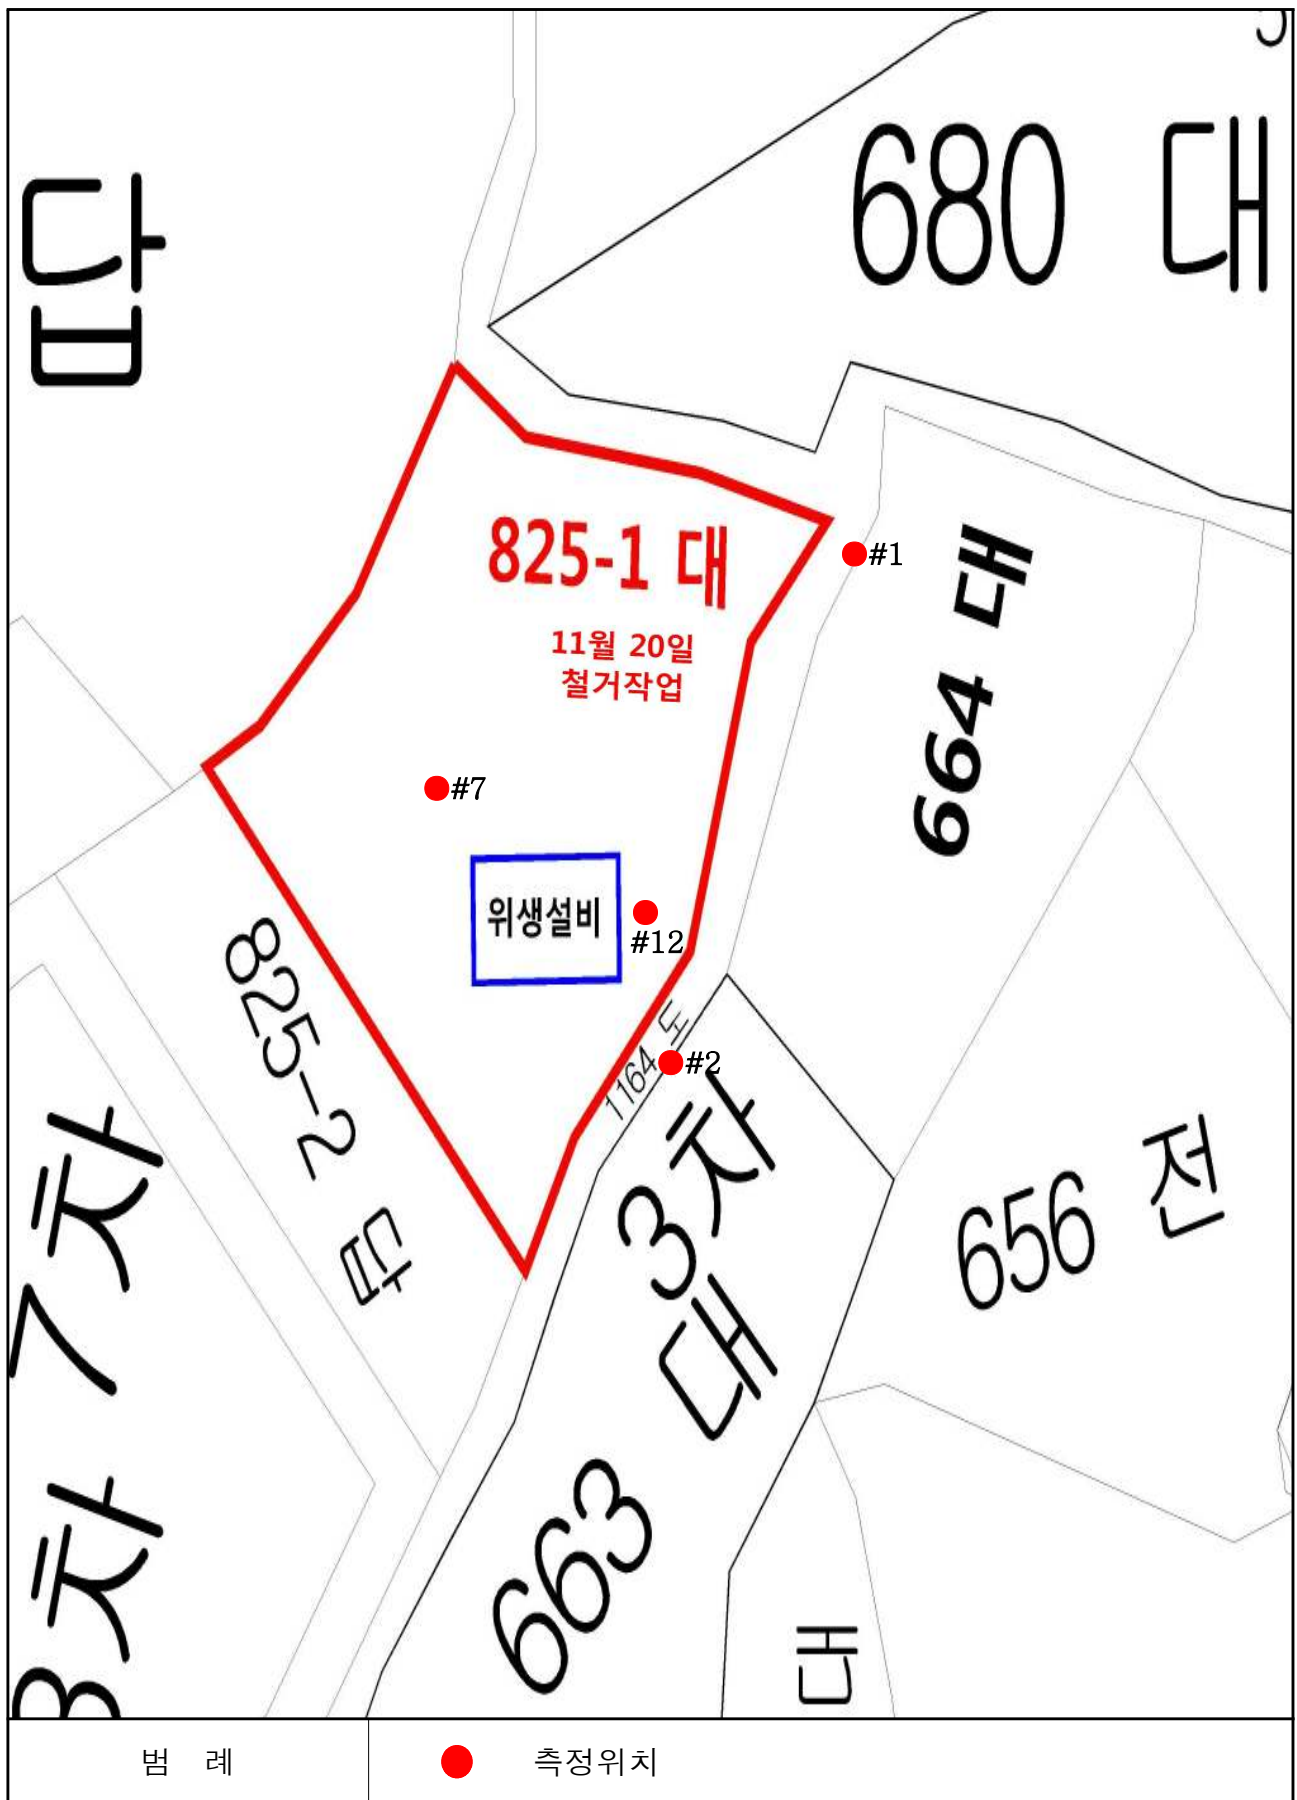 680 대
답
825-1 대
11월 20일
철거작업
#1
664 대
#7
위생설비
#12
825-2 답
1164 도
#2
3차
7차
656 전
663 대
3차
대
범 례
측정위치